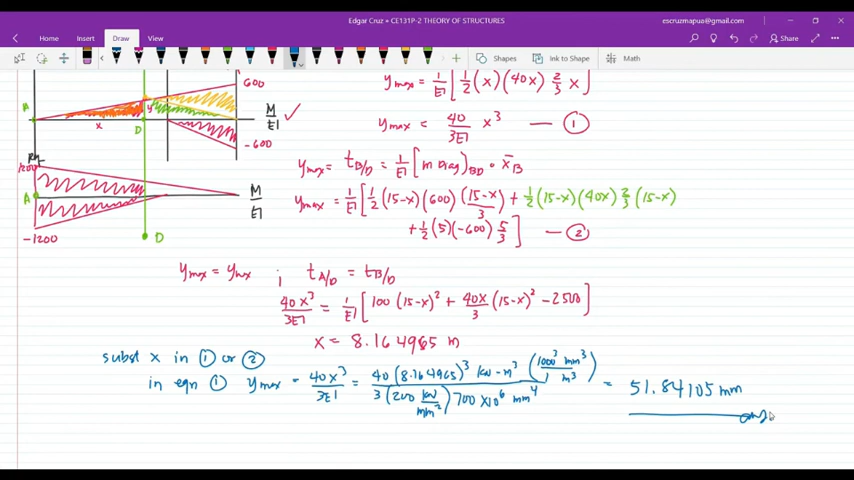 Edgar Cruz » CE131P-2 THEORY OF STRUCTURES
escruzmapua@gmail.com
Home Insert Draw View
Share
Shapes Ink to Shape Math
600
A y x D
M/EI ✓
-600
RA
1200
A
M/EI
-1200
D
ymax = 1/EI [ 1/2 (x)(40x) 2/3 x ]
ymax = 40/3EI x³ — ①
ymax = tB/D = 1/EI [m Diag]BD • x̄B
ymax = 1/EI [ 1/2 (15-x)(600) (15-x)/3 + 1/2 (15-x)(40x) 2/3 (15-x)
+ 1/2 (5)(-600) 5/3 ] — ②
ymax = ymax ; tA/D = tB/D
40x³/3EI = 1/EI [ 100 (15-x)² + 40x/3 (15-x)² - 2500 ]
x = 8.164965 m
subst x in ① or ②
in eqn ① ymax = 40x³/3EI = 40 (8.164965)³ kN-m³ (1000³ mm³/1 m³) / 3 (200 kN/mm²) 700 x10⁶ mm⁴ = 51.84105 mm
ans